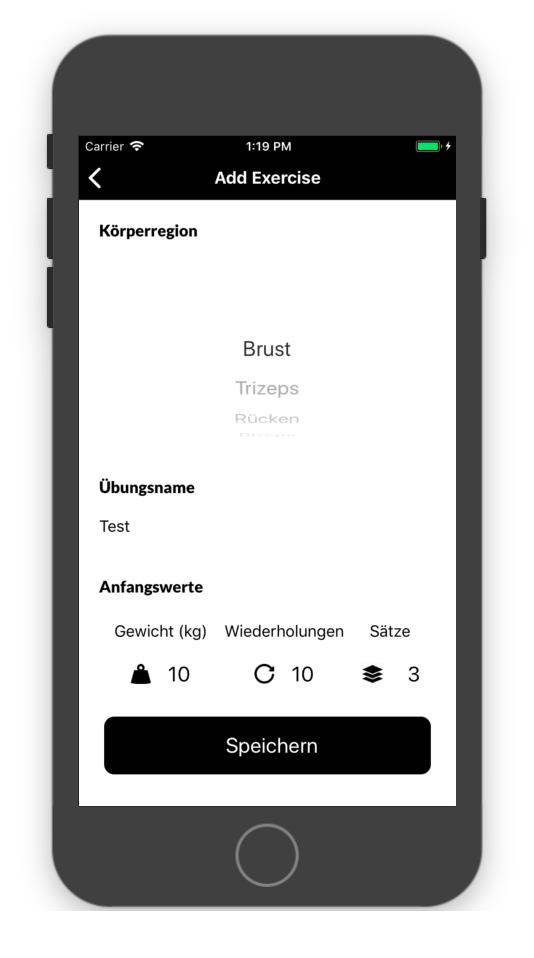 Carrier 1:19 PM
Add Exercise
Körperregion
Brust
Trizeps
Rücken
Übungsname
Test
Anfangswerte
Gewicht (kg) Wiederholungen Sätze
10 10 3
Speichern